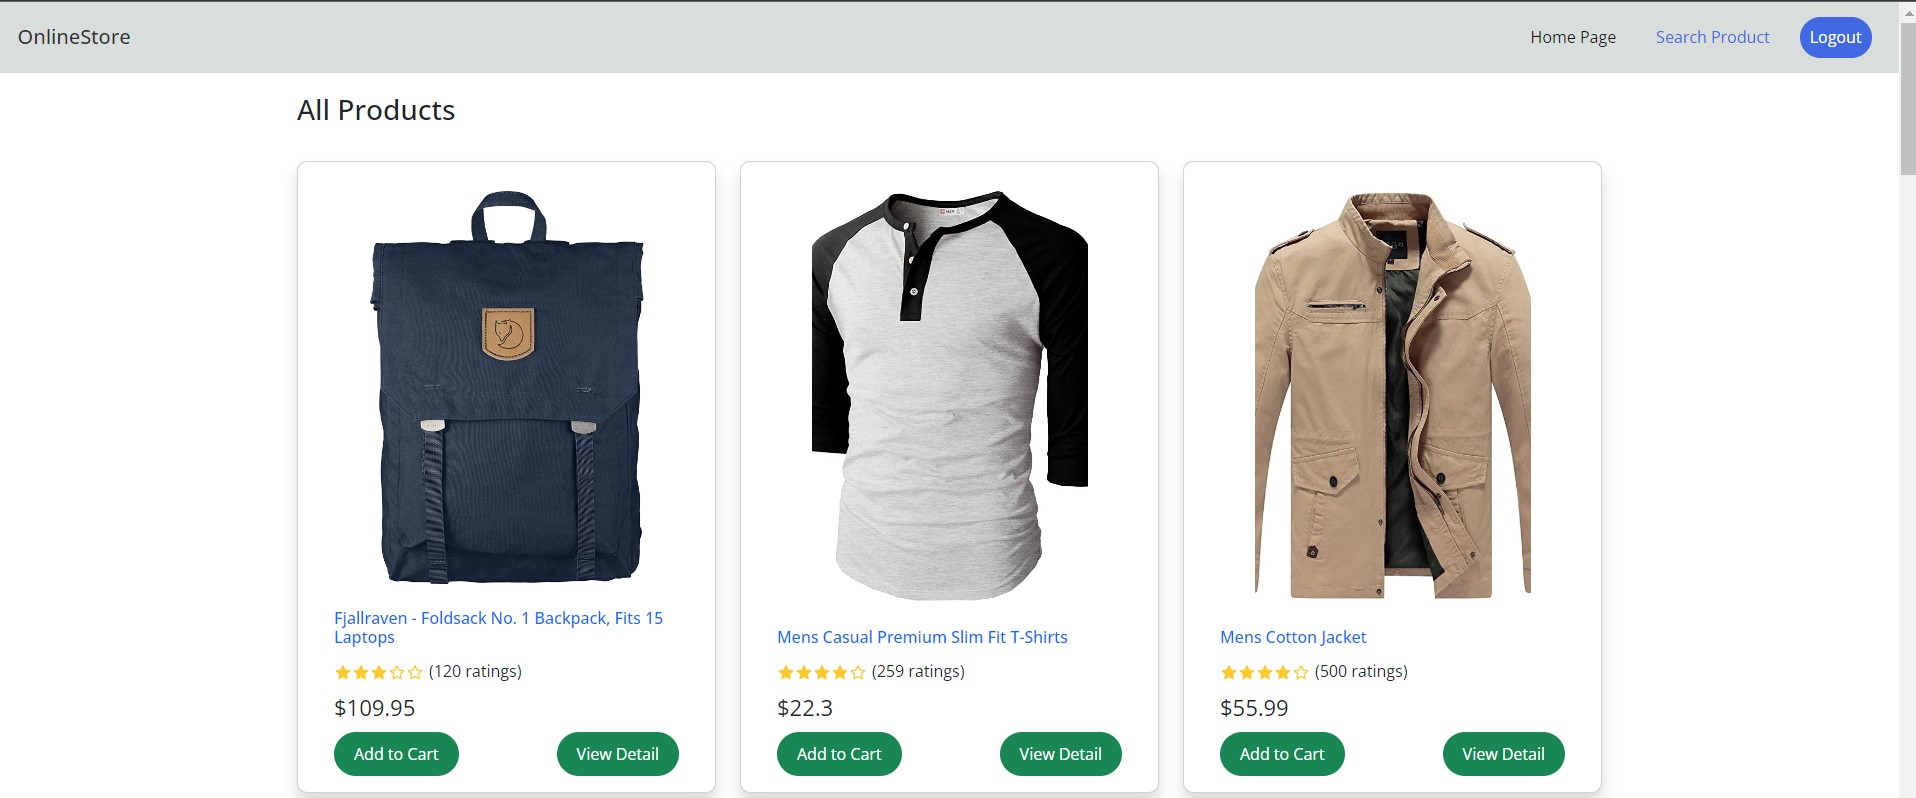 OnlineStore
Home Page
Search Product
Logout
All Products
Fjallraven - Foldsack No. 1 Backpack, Fits 15
Laptops
(120 ratings)
$109.95
Add to Cart
View Detail
Mens Casual Premium Slim Fit T-Shirts
(259 ratings)
$22.3
Add to Cart
View Detail
Mens Cotton Jacket
(500 ratings)
$55.99
Add to Cart
View Detail